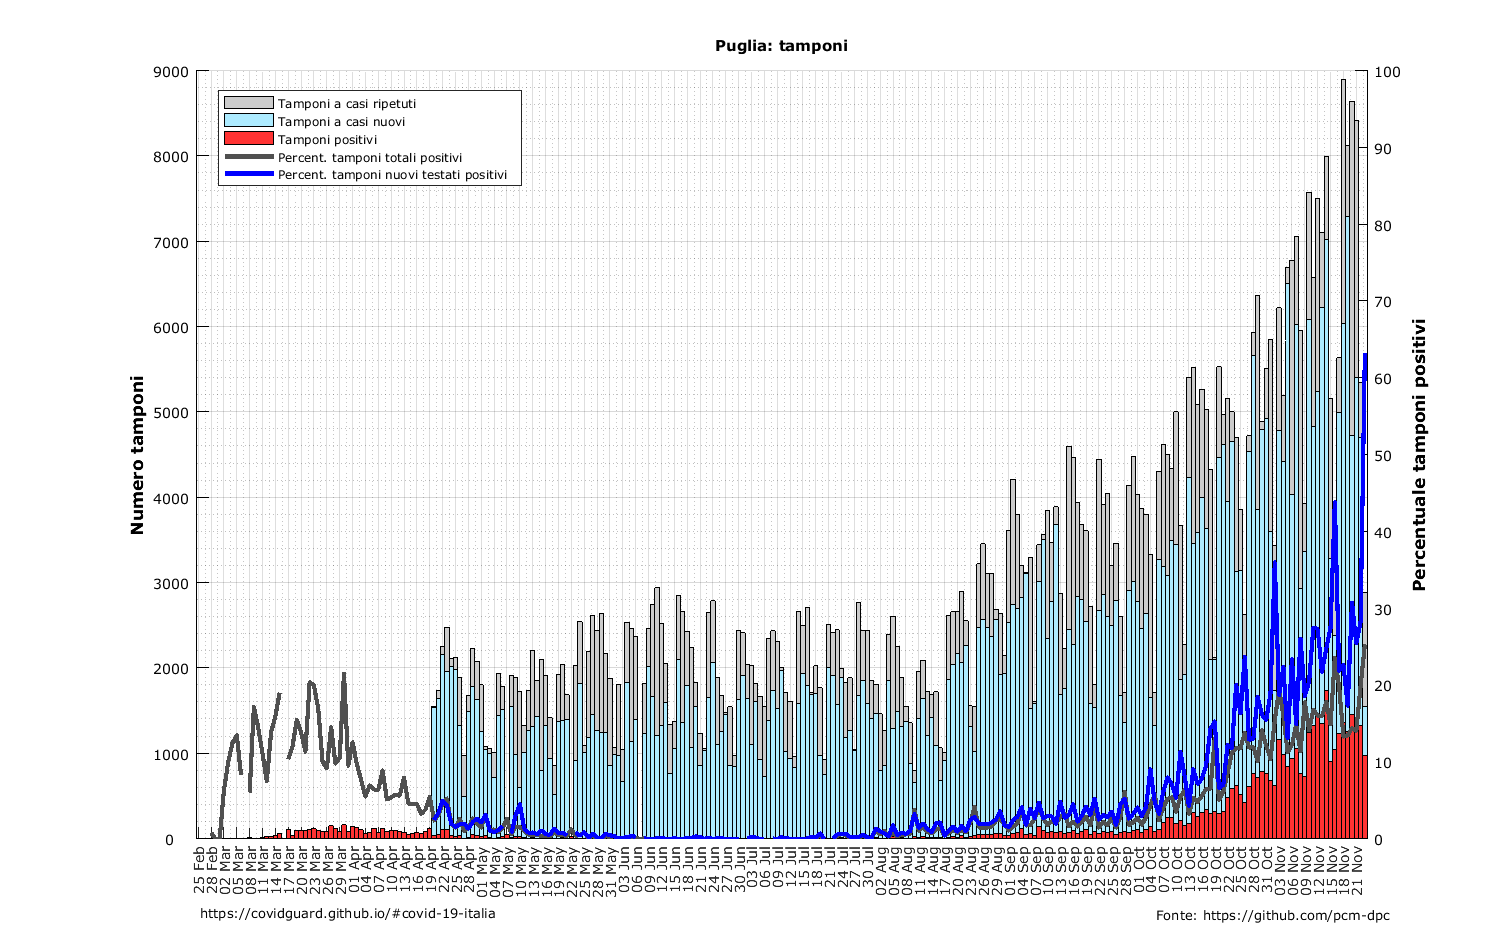 Puglia: tamponi
Tamponi a casi ripetuti
Tamponi a casi nuovi
Tamponi positivi
Percent. tamponi totali positivi
Percent. tamponi nuovi testati positivi
Numero tamponi
9000
8000
7000
6000
5000
4000
3000
2000
1000
0
100
90
80
70
60
50
40
30
20
10
0
Percentuale tamponi positivi
25 Feb
28 Feb
02 Mar
05 Mar
08 Mar
11 Mar
14 Mar
17 Mar
20 Mar
23 Mar
26 Mar
29 Mar
01 Apr
04 Apr
07 Apr
10 Apr
13 Apr
16 Apr
19 Apr
22 Apr
25 Apr
28 Apr
01 May
04 May
07 May
10 May
13 May
16 May
19 May
22 May
25 May
28 May
31 May
03 Jun
06 Jun
09 Jun
12 Jun
15 Jun
18 Jun
21 Jun
24 Jun
27 Jun
30 Jun
03 Jul
06 Jul
09 Jul
12 Jul
15 Jul
18 Jul
21 Jul
24 Jul
27 Jul
30 Jul
02 Aug
05 Aug
08 Aug
11 Aug
14 Aug
17 Aug
20 Aug
23 Aug
26 Aug
29 Aug
01 Sep
04 Sep
07 Sep
10 Sep
13 Sep
16 Sep
19 Sep
22 Sep
25 Sep
28 Sep
01 Oct
04 Oct
07 Oct
10 Oct
13 Oct
16 Oct
19 Oct
22 Oct
25 Oct
28 Oct
31 Oct
03 Nov
06 Nov
09 Nov
12 Nov
15 Nov
18 Nov
21 Nov
https://covidguard.github.io/#covid-19-italia
Fonte: https://github.com/pcm-dpc